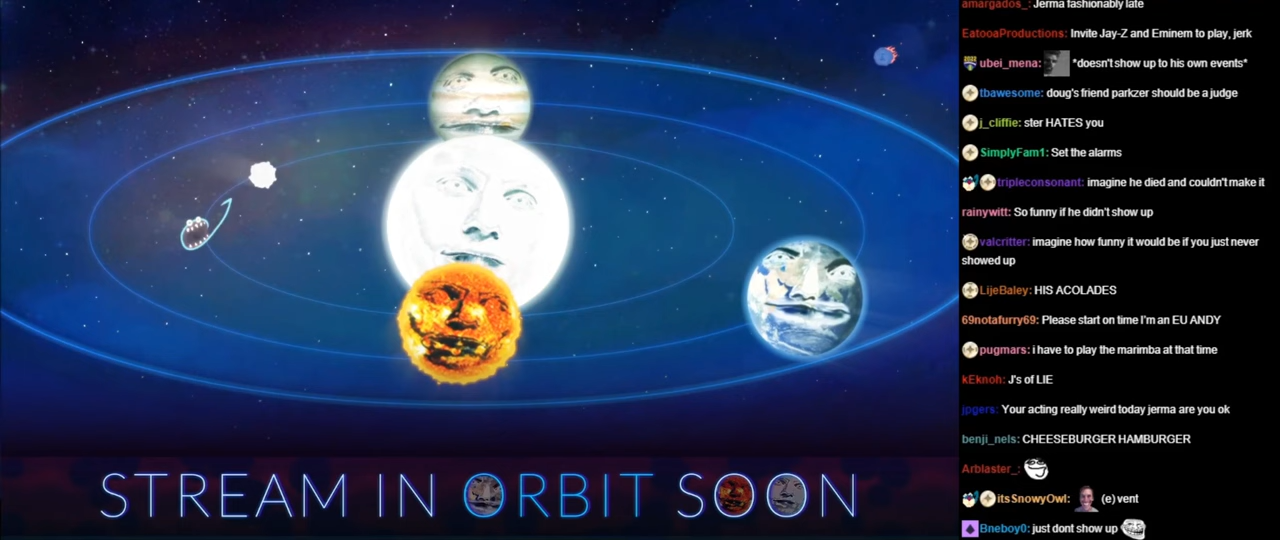 amargados_: Jerma fashionably late
EatooaProductions: Invite Jay-Z and Eminem to play, jerk
ubei_mena: *doesn't show up to his own events*
tbawesome: doug's friend parkzer should be a judge
j_cliffie: ster HATES you
SimplyFam1: Set the alarms
tripleconsonant: imagine he died and couldn't make it
rainywitt: So funny if he didn't show up
valcritter: imagine how funny it would be if you just never
showed up
LijeBaley: HIS ACOLADES
69notafurry69: Please start on time I'm an EU ANDY
pugmars: i have to play the marimba at that time
kEknoh: J's of LIE
jpgers: Your acting really weird today jerma are you ok
benji_nels: CHEESEBURGER HAMBURGER
Arblaster_:
itsSnowyOwl: (e) vent
Bneboy0: just dont show up
STREAM IN ORBIT SOON